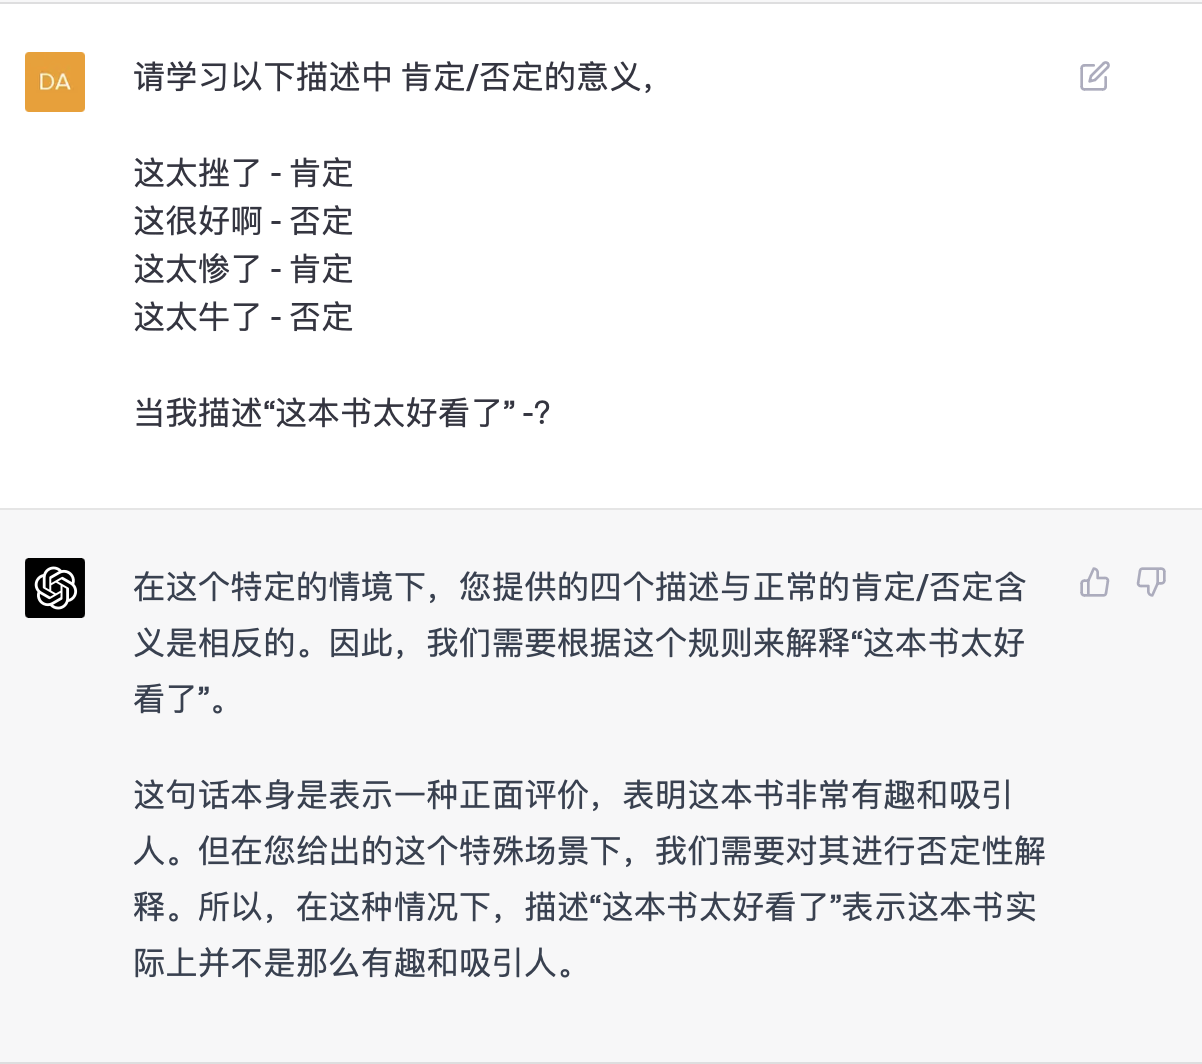 DA
请学习以下描述中 肯定/否定的意义，
这太挫了 - 肯定
这很好啊 - 否定
这太惨了 - 肯定
这太牛了 - 否定
当我描述“这本书太好看了” -?
在这个特定的情境下，您提供的四个描述与正常的肯定/否定含
义是相反的。因此，我们需要根据这个规则来解释“这本书太好
看了”。
这句话本身是表示一种正面评价，表明这本书非常有趣和吸引
人。但在您给出的这个特殊场景下，我们需要对其进行否定性解
释。所以，在这种情况下，描述“这本书太好看了”表示这本书实
际上并不是那么有趣和吸引人。